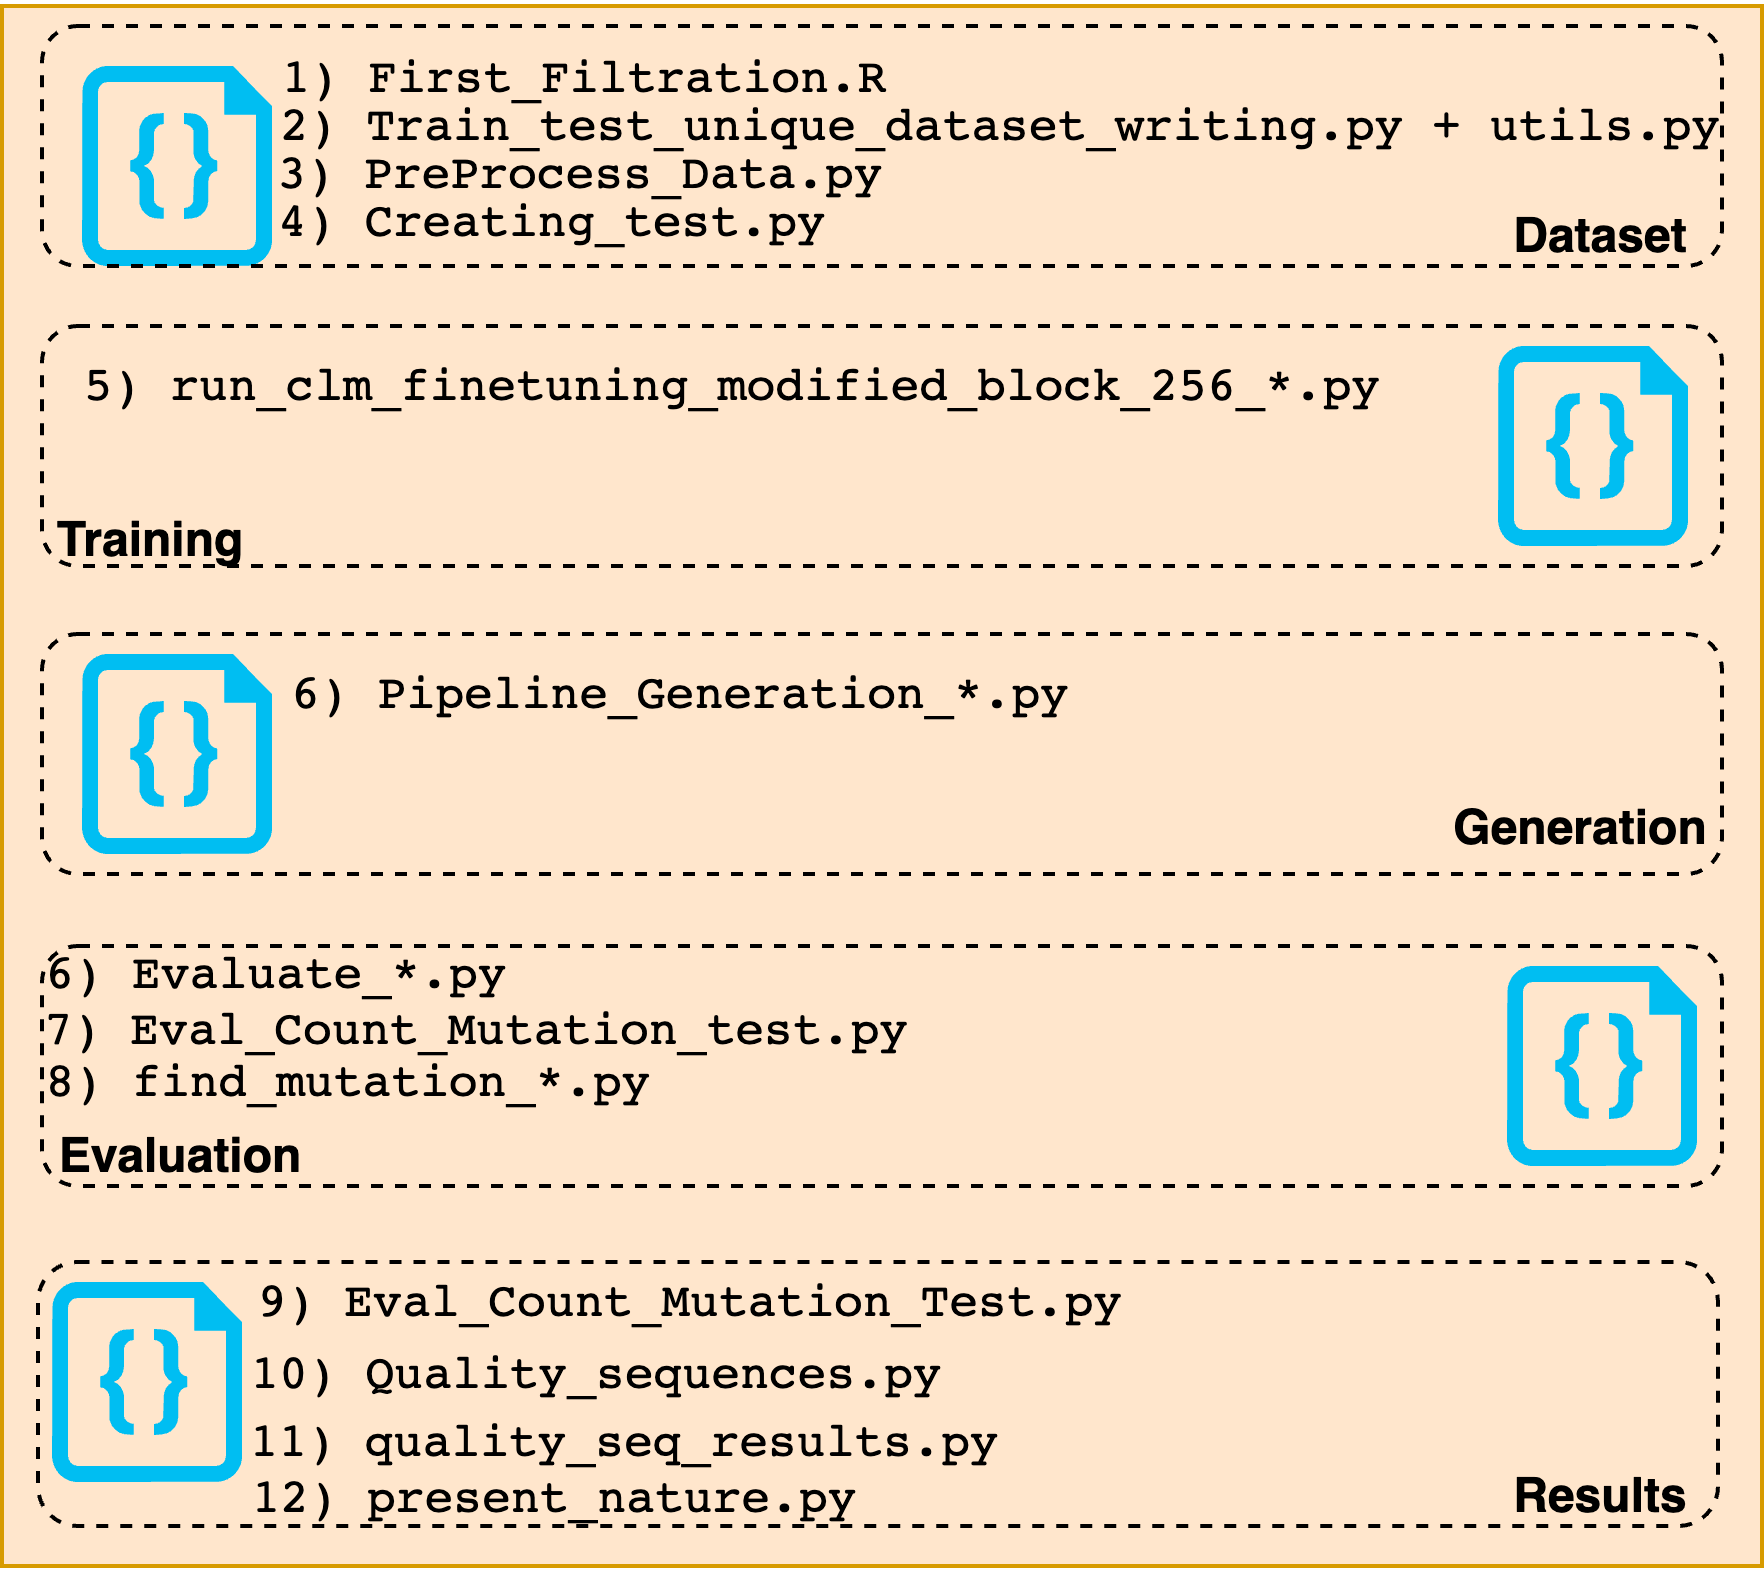 1) First_Filtration.R
2) Train_test_unique_dataset_writing.py + utils.py
3) PreProcess_Data.py
4) Creating_test.py
Dataset
5) run_clm_finetuning_modified_block_256_*.py
Training
6) Pipeline_Generation_*.py
Generation
6) Evaluate_*.py
7) Eval_Count_Mutation_test.py
8) find_mutation_*.py
Evaluation
9) Eval_Count_Mutation_Test.py
10) Quality_sequences.py
11) quality_seq_results.py
12) present_nature.py
Results